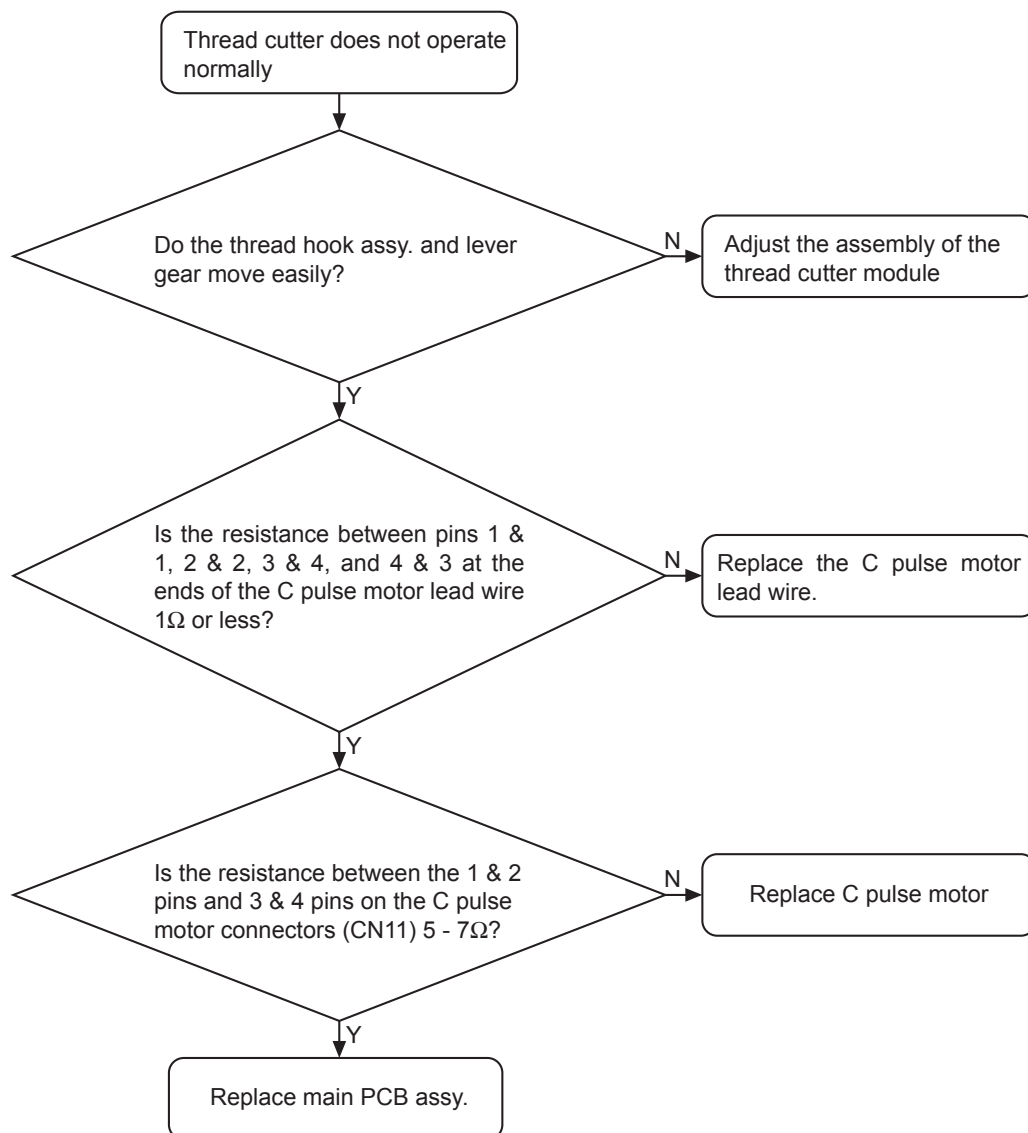 Thread cutter does not operate
normally
Do the thread hook assy. and lever
gear move easily?
N
Adjust the assembly of the
thread cutter module
Y
Is the resistance between pins 1 &
1, 2 & 2, 3 & 4, and 4 & 3 at the
ends of the C pulse motor lead wire
1Ω or less?
N
Replace the C pulse motor
lead wire.
Y
Is the resistance between the 1 & 2
pins and 3 & 4 pins on the C pulse
motor connectors (CN11) 5 - 7Ω?
N
Replace C pulse motor
Y
Replace main PCB assy.